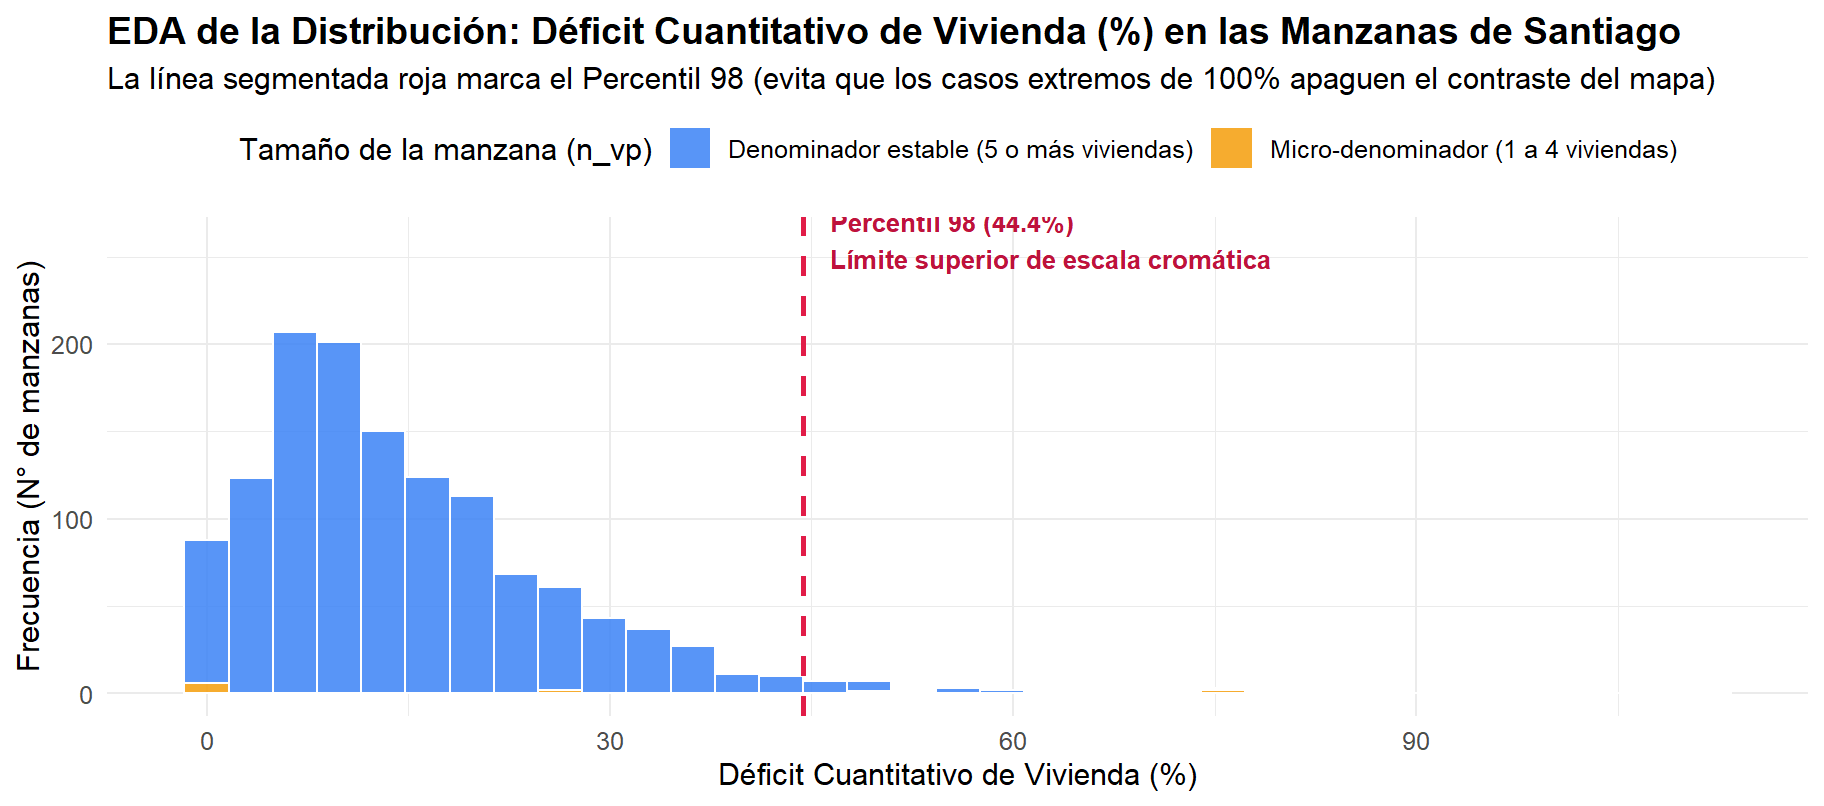 EDA de la Distribución: Déficit Cuantitativo de Vivienda (%) en las Manzanas de Santiago
La línea segmentada roja marca el Percentil 98 (evita que los casos extremos de 100% apaguen el contraste del mapa)
Tamaño de la manzana (n_vp) Denominador estable (5 o más viviendas) Micro-denominador (1 a 4 viviendas)
Percentil 98 (44.4%)
Límite superior de escala cromática
Frecuencia (N° de manzanas)
200
100
0
0 30 60 90
Déficit Cuantitativo de Vivienda (%)